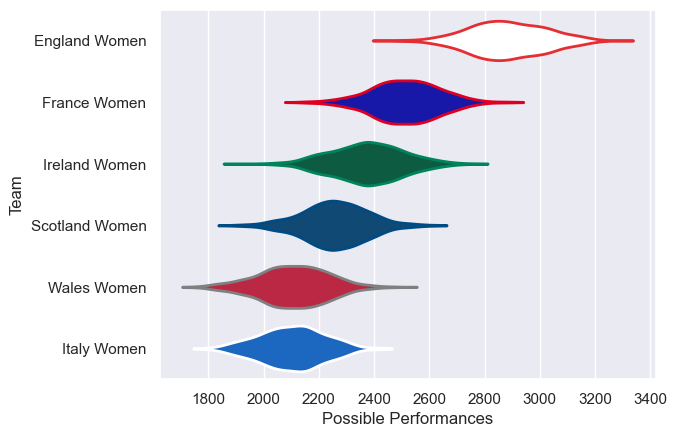 England Women
France Women
Ireland Women
Scotland Women
Wales Women
Italy Women
Team
1800 2000 2200 2400 2600 2800 3000 3200 3400
Possible Performances